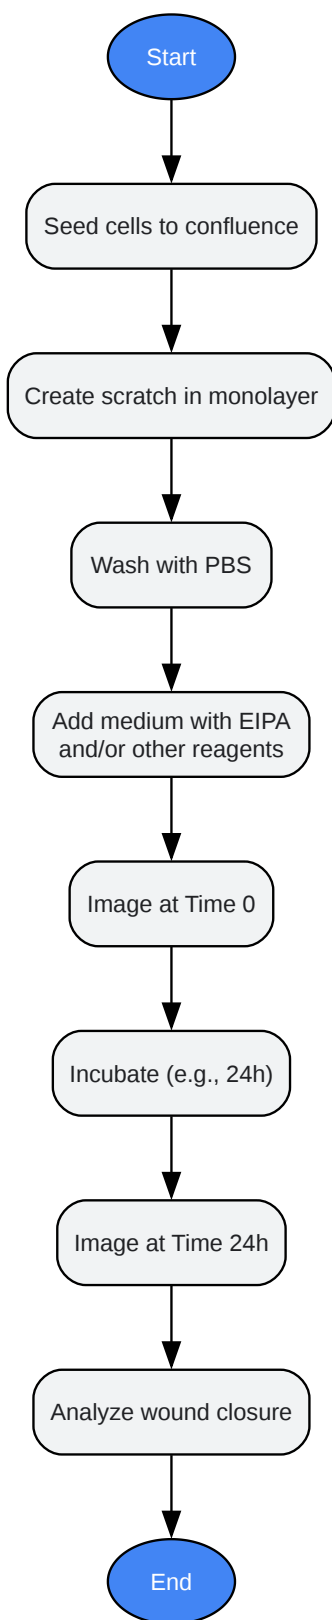 Start
Seed cells to confluence
Create scratch in monolayer
Wash with PBS
Add medium with EIPA
and/or other reagents
Image at Time 0
Incubate (e.g., 24h)
Image at Time 24h
Analyze wound closure
End